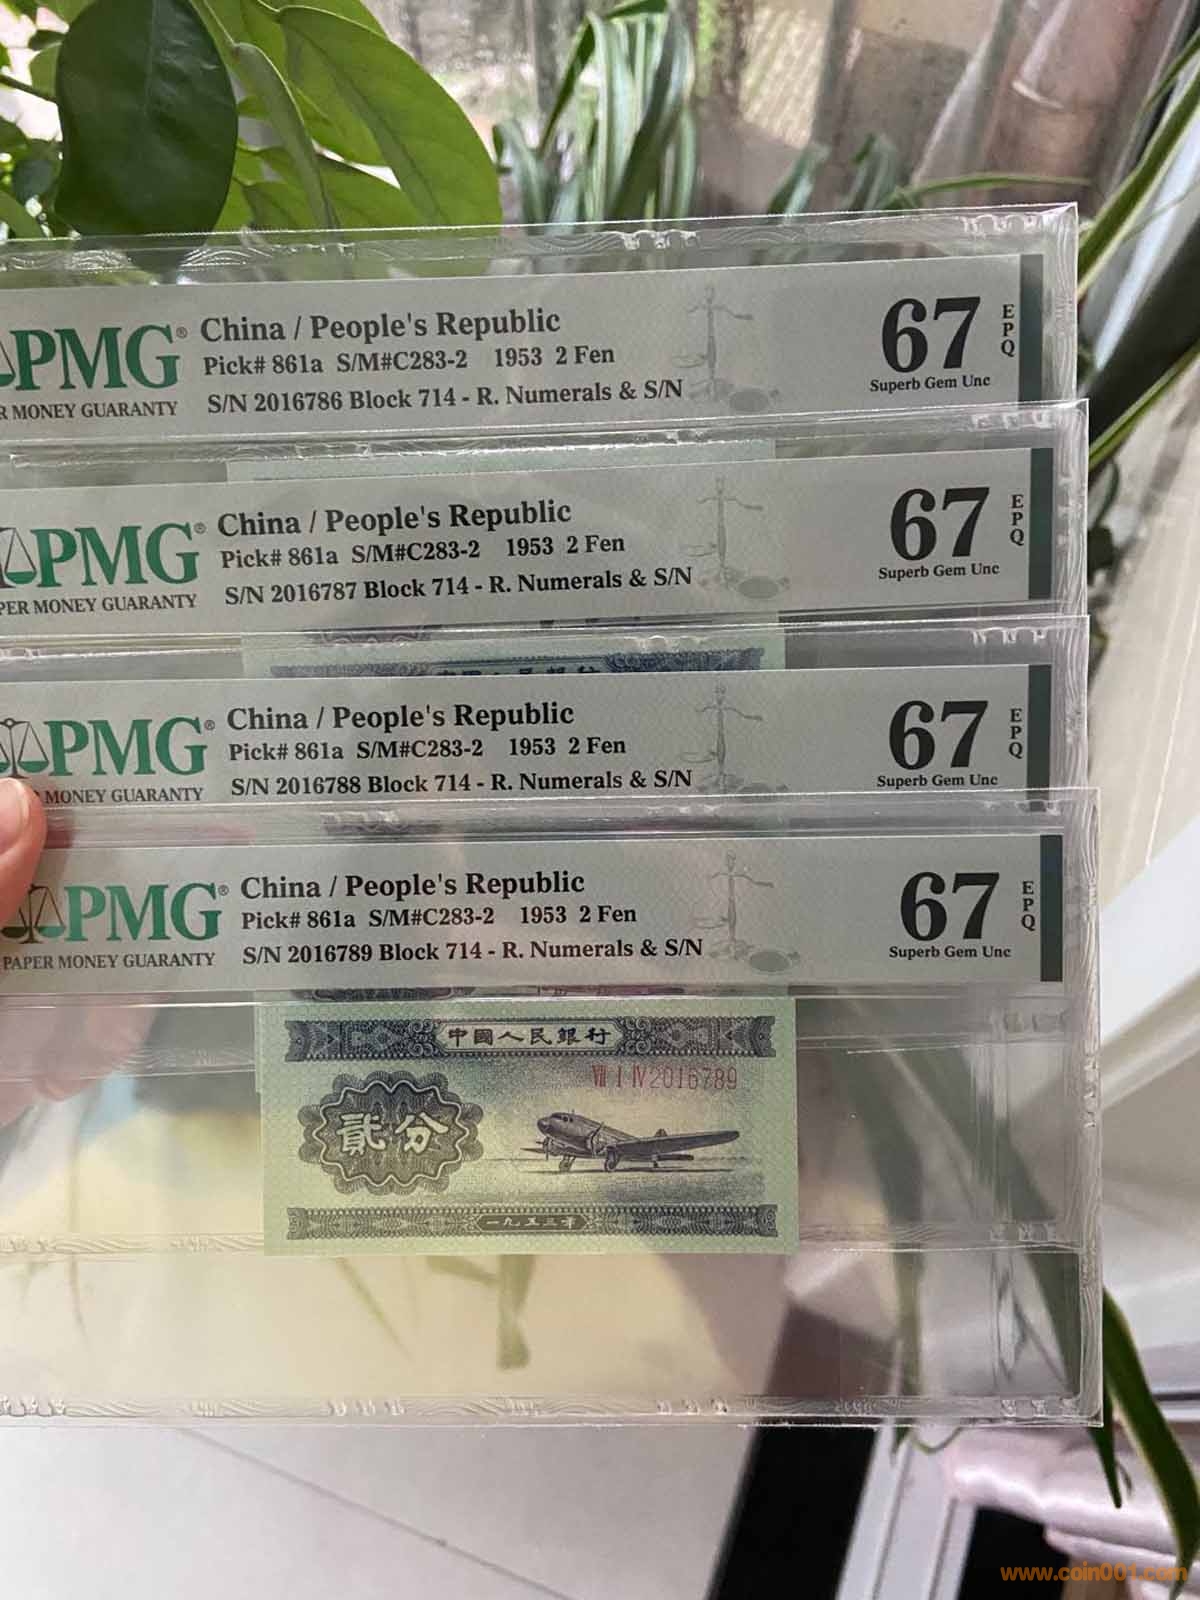 PMG®
R MONEY GUARANTY
China / People's Republic
Pick# 861a S/M#C283-2 1953 2 Fen
S/N 2016786 Block 714 - R. Numerals & S/N
67
EPQ
Superb Gem Unc
PMG®
PER MONEY GUARANTY
China / People's Republic
Pick# 861a S/M#C283-2 1953 2 Fen
S/N 2016787 Block 714 - R. Numerals & S/N
67
EPQ
Superb Gem Unc
PMG®
MONEY GUARANTY
China / People's Republic
Pick# 861a S/M#C283-2 1953 2 Fen
S/N 2016788 Block 714 - R. Numerals & S/N
67
EPQ
Superb Gem Unc
PMG®
PAPER MONEY GUARANTY
China / People's Republic
Pick# 861a S/M#C283-2 1953 2 Fen
S/N 2016789 Block 714 - R. Numerals & S/N
67
EPQ
Superb Gem Unc
中國人民銀行
VII I IV 2016789
貳分
一九五三年
www.coin001.com